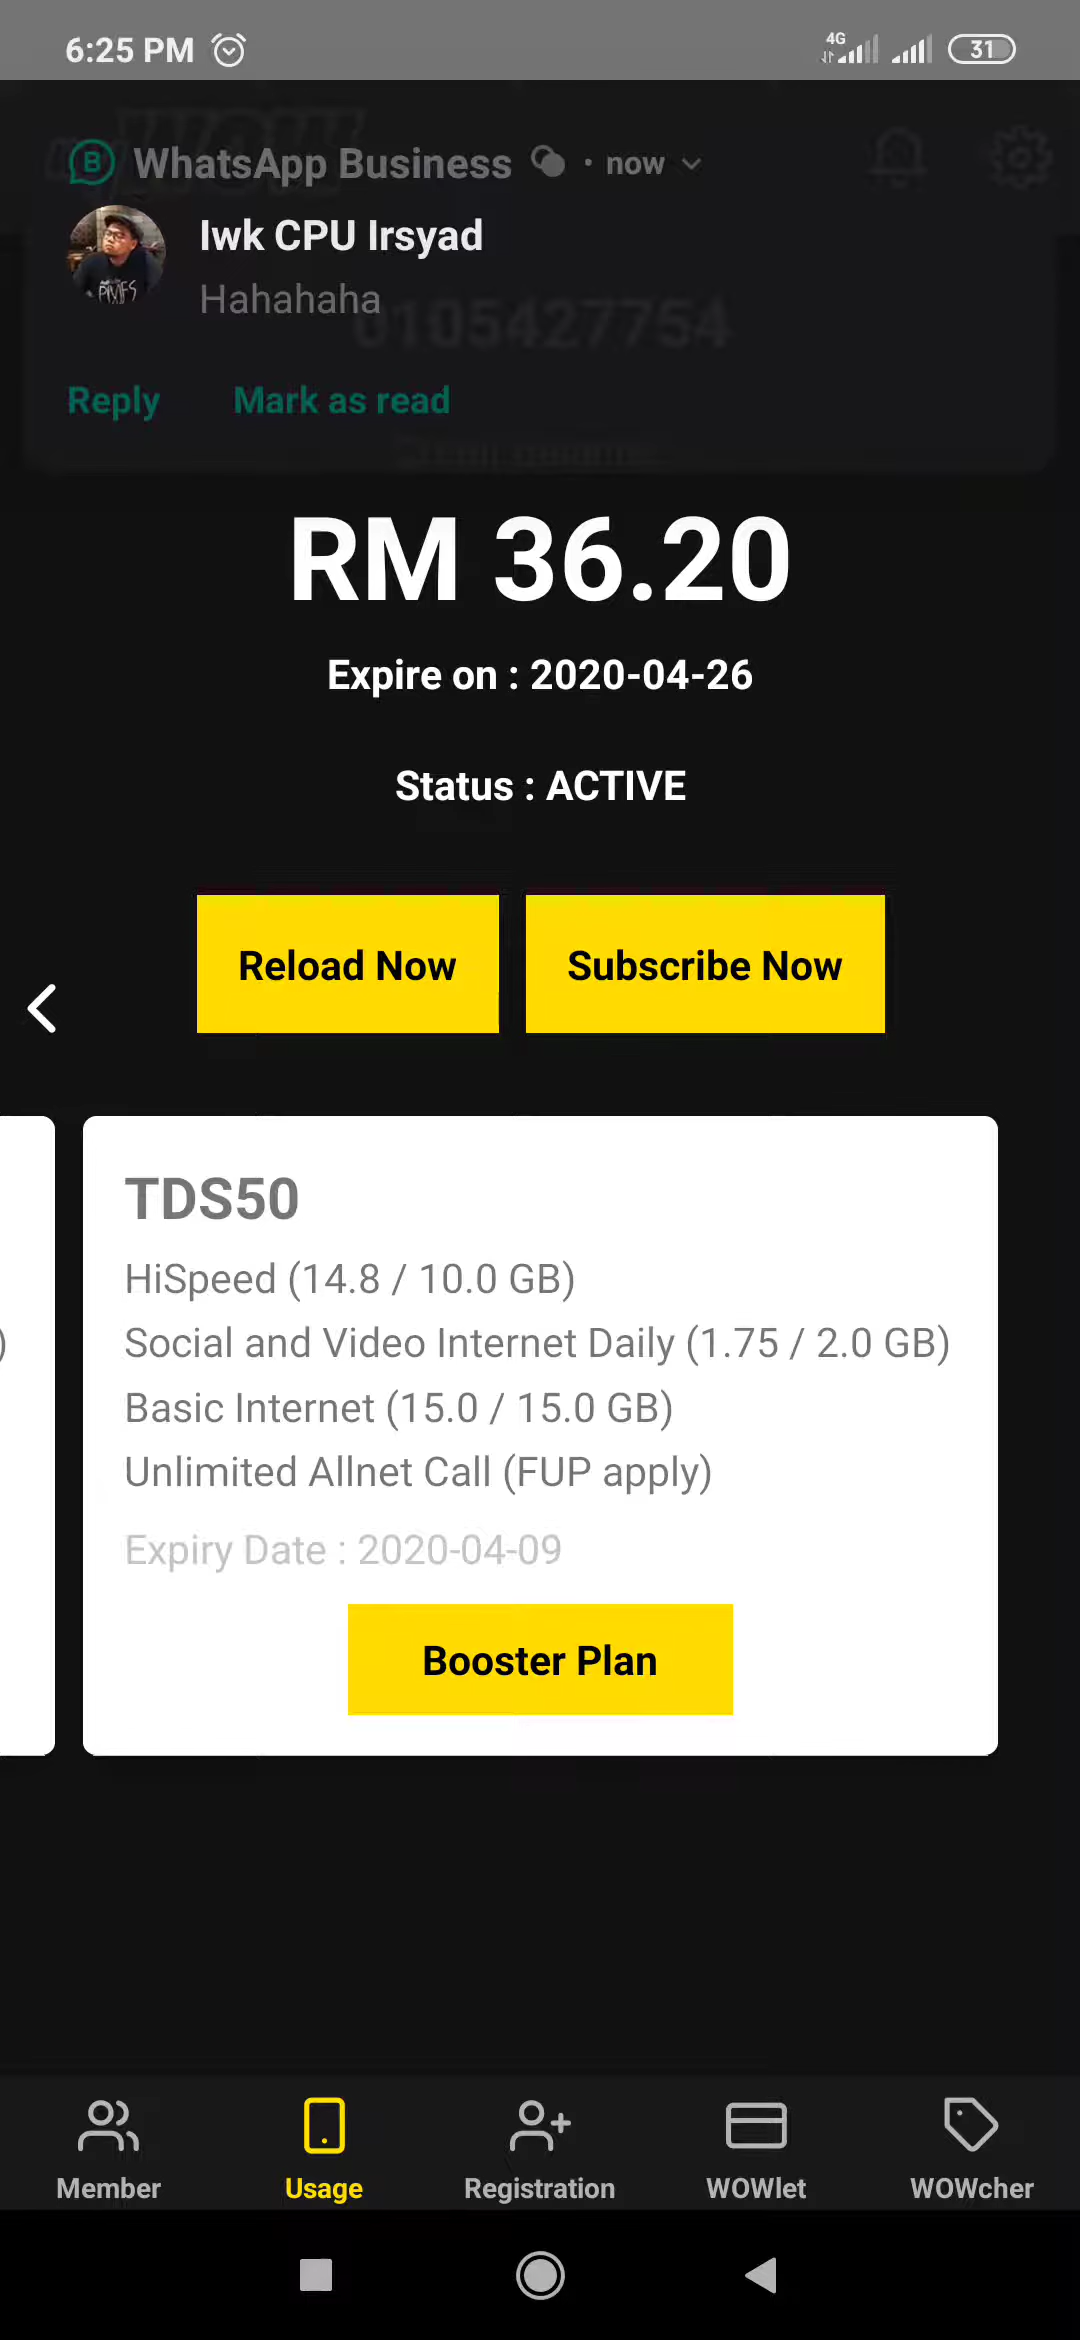 6:25 PM
4G
31
WhatsApp Business • now
Iwk CPU Irsyad
Hahahaha
0105427754
Reply Mark as read
RM 36.20
Expire on : 2020-04-26
Status : ACTIVE
Reload Now
Subscribe Now
TDS50
HiSpeed (14.8 / 10.0 GB)
)
Social and Video Internet Daily (1.75 / 2.0 GB)
Basic Internet (15.0 / 15.0 GB)
Unlimited Allnet Call (FUP apply)
Expiry Date : 2020-04-09
Booster Plan
Member
Usage
Registration
WOWlet
WOWcher